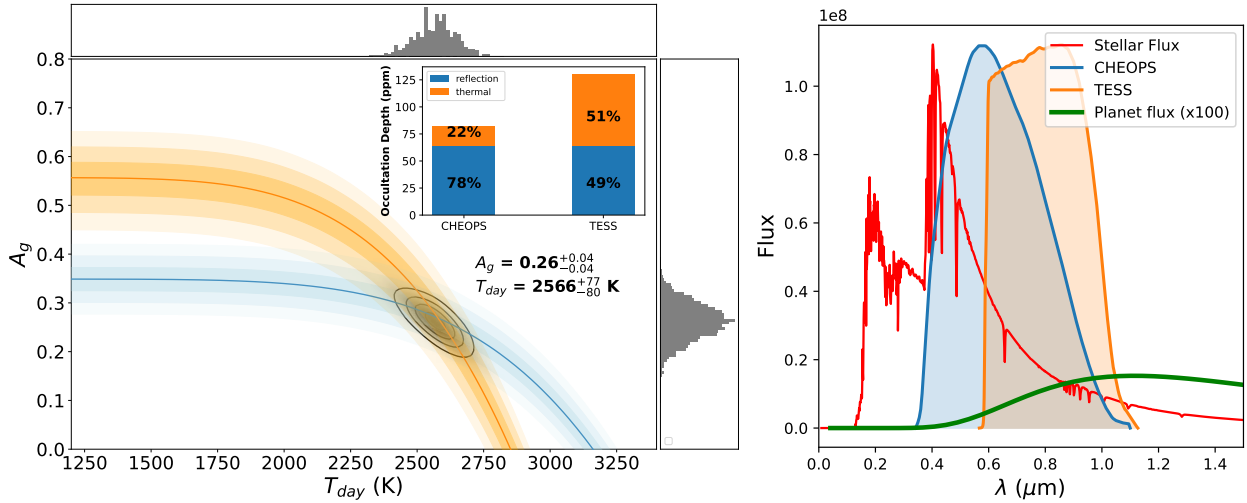 0.8
0.7
0.6
0.5
0.4
0.3
0.2
0.1
0.0
A_g
1250 1500 1750 2000 2250 2500 2750 3000 3250
T_day (K)
125
100
75
50
25
0
Occultation Depth (ppm)
reflection
thermal
22%
78%
51%
49%
CHEOPS TESS
A_g = 0.26 +0.04 −0.04
T_day = 2566 +77 −80 K
1e8
1.0
0.8
0.6
0.4
0.2
0.0
Flux
Stellar Flux
CHEOPS
TESS
Planet flux (x100)
0.0 0.2 0.4 0.6 0.8 1.0 1.2 1.4
λ (μm)